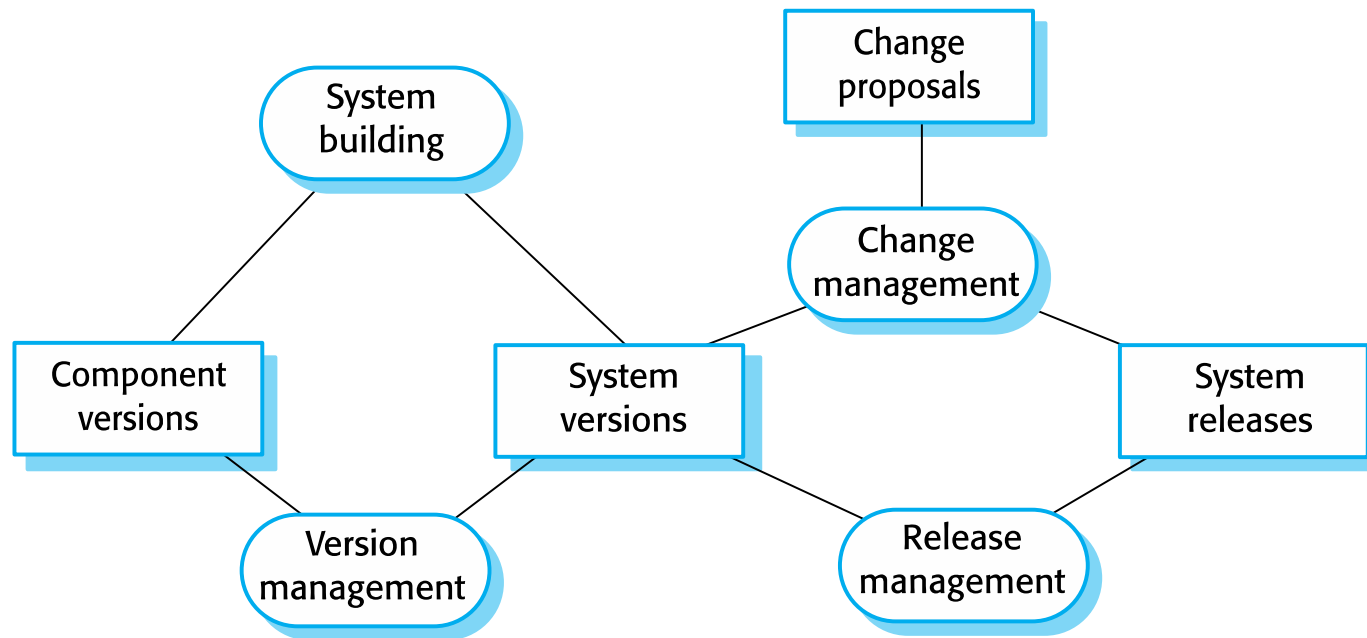 Change
proposals
System
building
Change
management
Component
versions
System
versions
System
releases
Version
management
Release
management